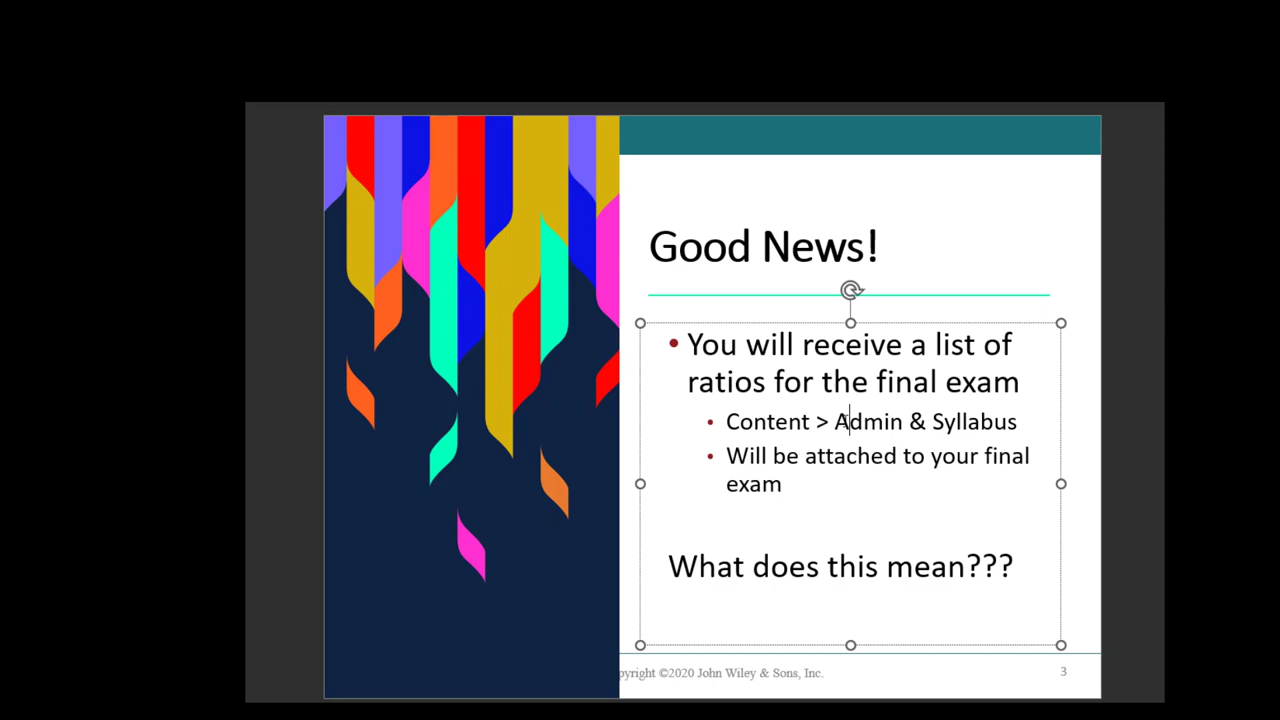 Good News!
• You will receive a list of
ratios for the final exam
• Content > Admin & Syllabus
• Will be attached to your final
exam
What does this mean???
pyright ©2020 John Wiley & Sons, Inc.
3